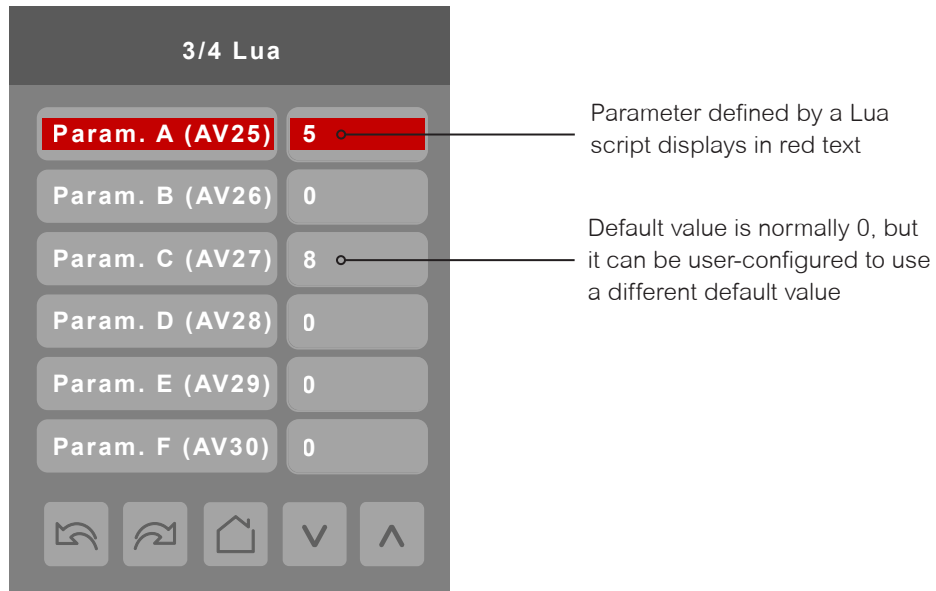 3/4 Lua
Param. A (AV25) 5
Parameter defined by a Lua
script displays in red text
Param. B (AV26) 0
Param. C (AV27) 8
Default value is normally 0, but
it can be user-configured to use
a different default value
Param. D (AV28) 0
Param. E (AV29) 0
Param. F (AV30) 0